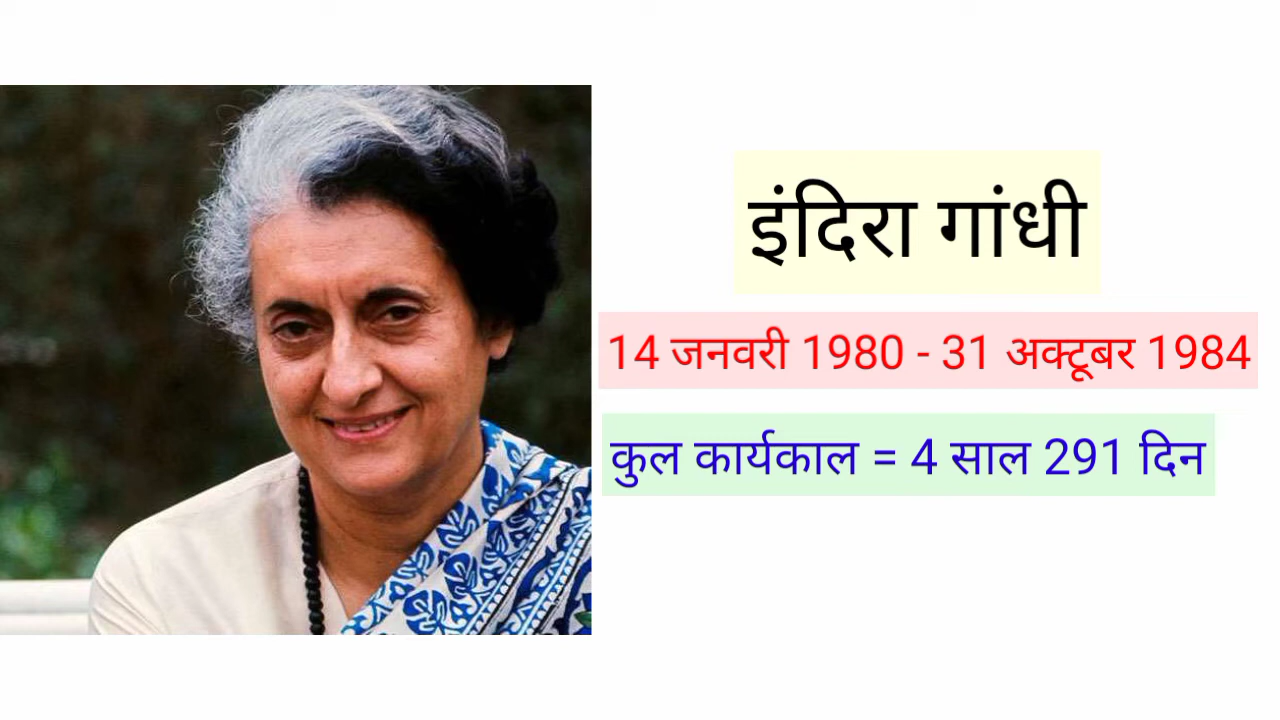 इंदिरा गांधी
14 जनवरी 1980 - 31 अक्टूबर 1984
कुल कार्यकाल = 4 साल 291 दिन